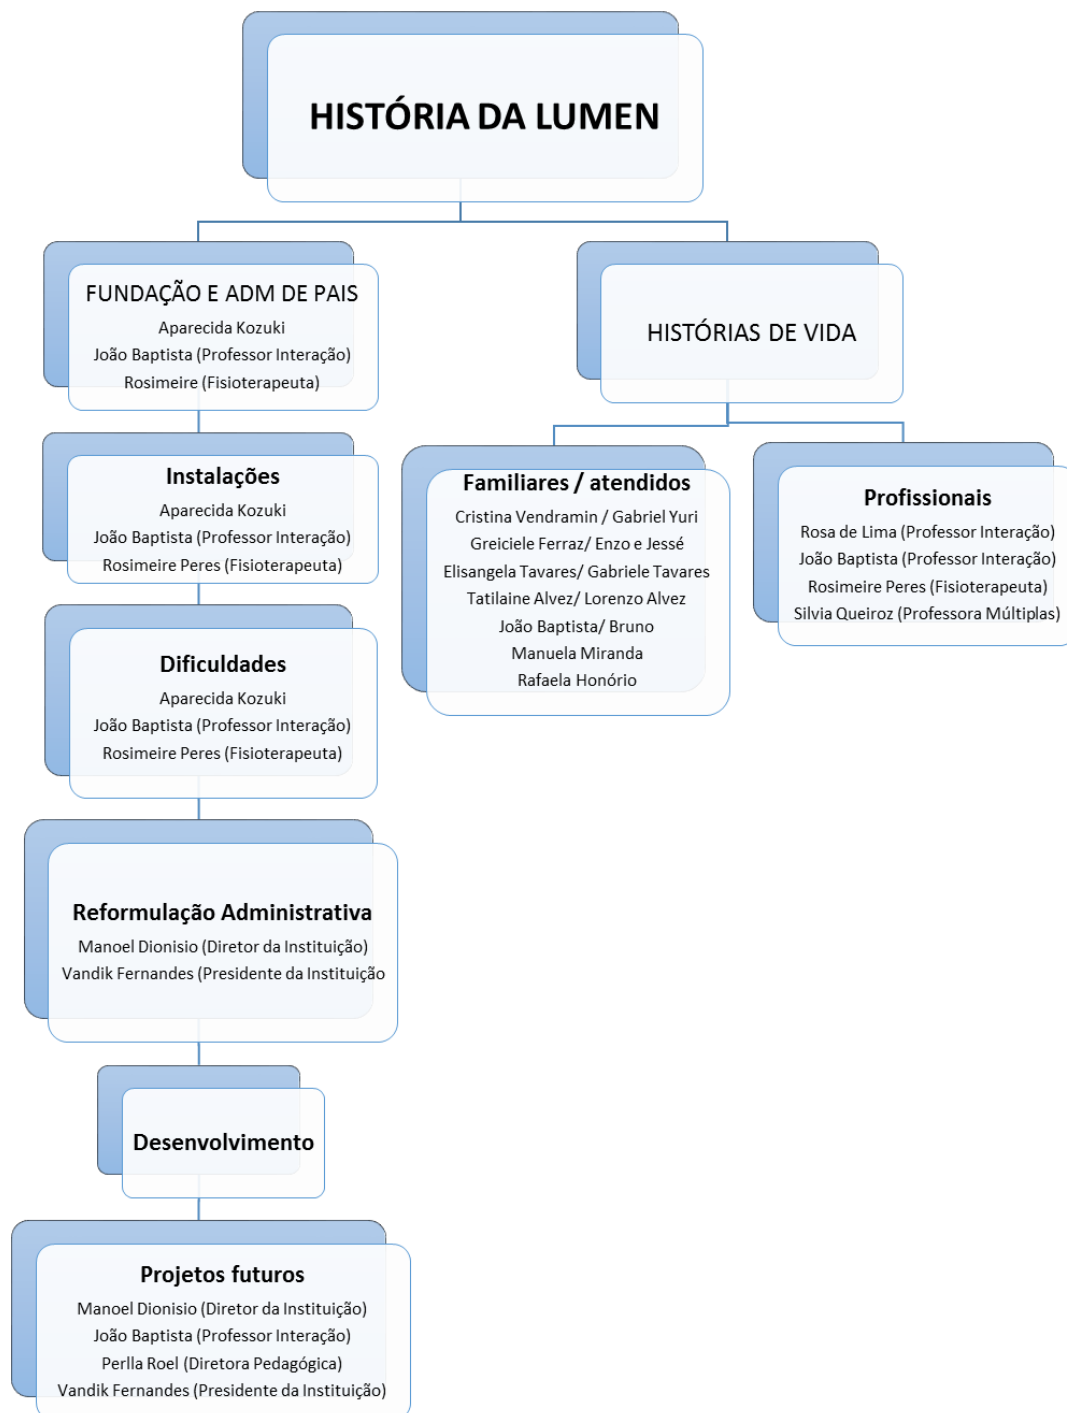 HISTÓRIA DA LUMEN
FUNDAÇÃO E ADM DE PAIS
Aparecida Kozuki
João Baptista (Professor Interação)
Rosimeire (Fisioterapeuta)
HISTÓRIAS DE VIDA
Instalações
Aparecida Kozuki
João Baptista (Professor Interação)
Rosimeire Peres (Fisioterapeuta)
Familiares / atendidos
Cristina Vendramin / Gabriel Yuri
Greiciele Ferraz/ Enzo e Jessé
Elisangela Tavares/ Gabriele Tavares
Tatilaine Alvez/ Lorenzo Alvez
João Baptista/ Bruno
Manuela Miranda
Rafaela Honório
Profissionais
Rosa de Lima (Professor Interação)
João Baptista (Professor Interação)
Rosimeire Peres (Fisioterapeuta)
Silvia Queiroz (Professora Múltiplas)
Dificuldades
Aparecida Kozuki
João Baptista (Professor Interação)
Rosimeire Peres (Fisioterapeuta)
Reformulação Administrativa
Manoel Dionisio (Diretor da Instituição)
Vandik Fernandes (Presidente da Instituição
Desenvolvimento
Projetos futuros
Manoel Dionisio (Diretor da Instituição)
João Baptista (Professor Interação)
Perlla Roel (Diretora Pedagógica)
Vandik Fernandes (Presidente da Instituição)